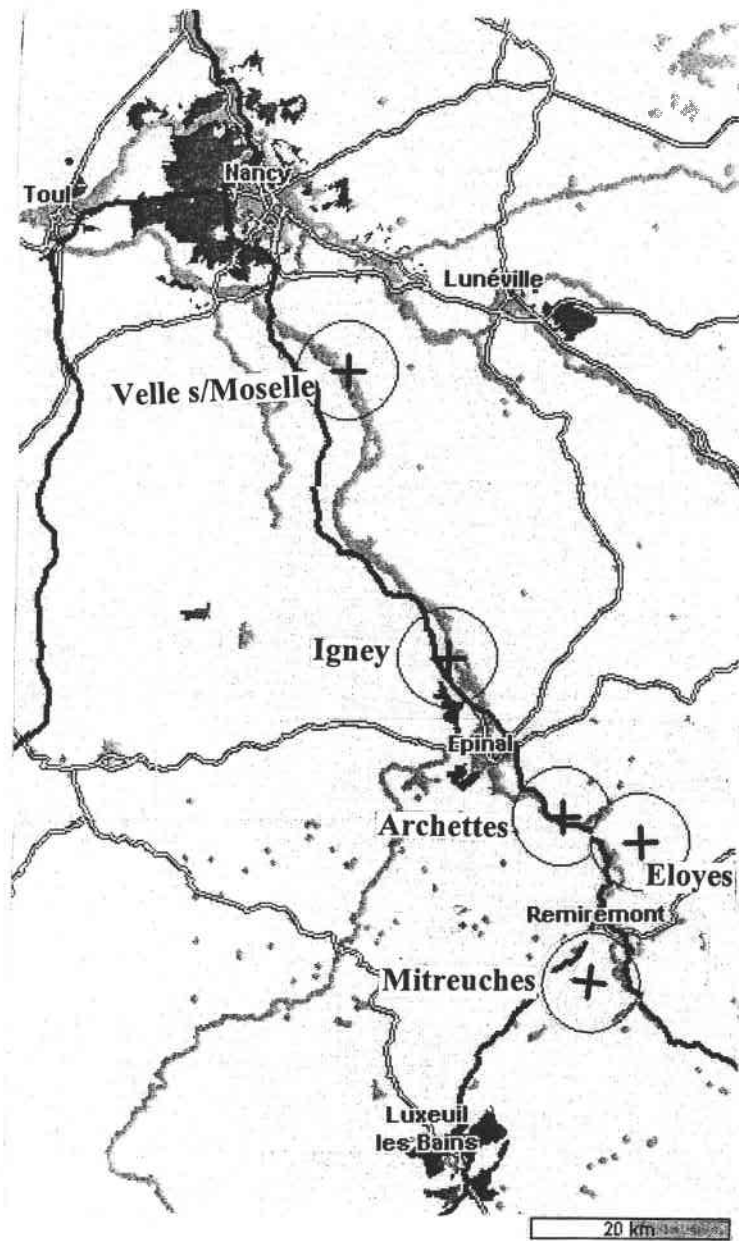 Nancy
Toul
Lunéville
Velle s/Moselle
Igney
Epinal
Archettes
Eloyes
Remiremont
Mitreuches
Luxeuil
les Bains
20 km